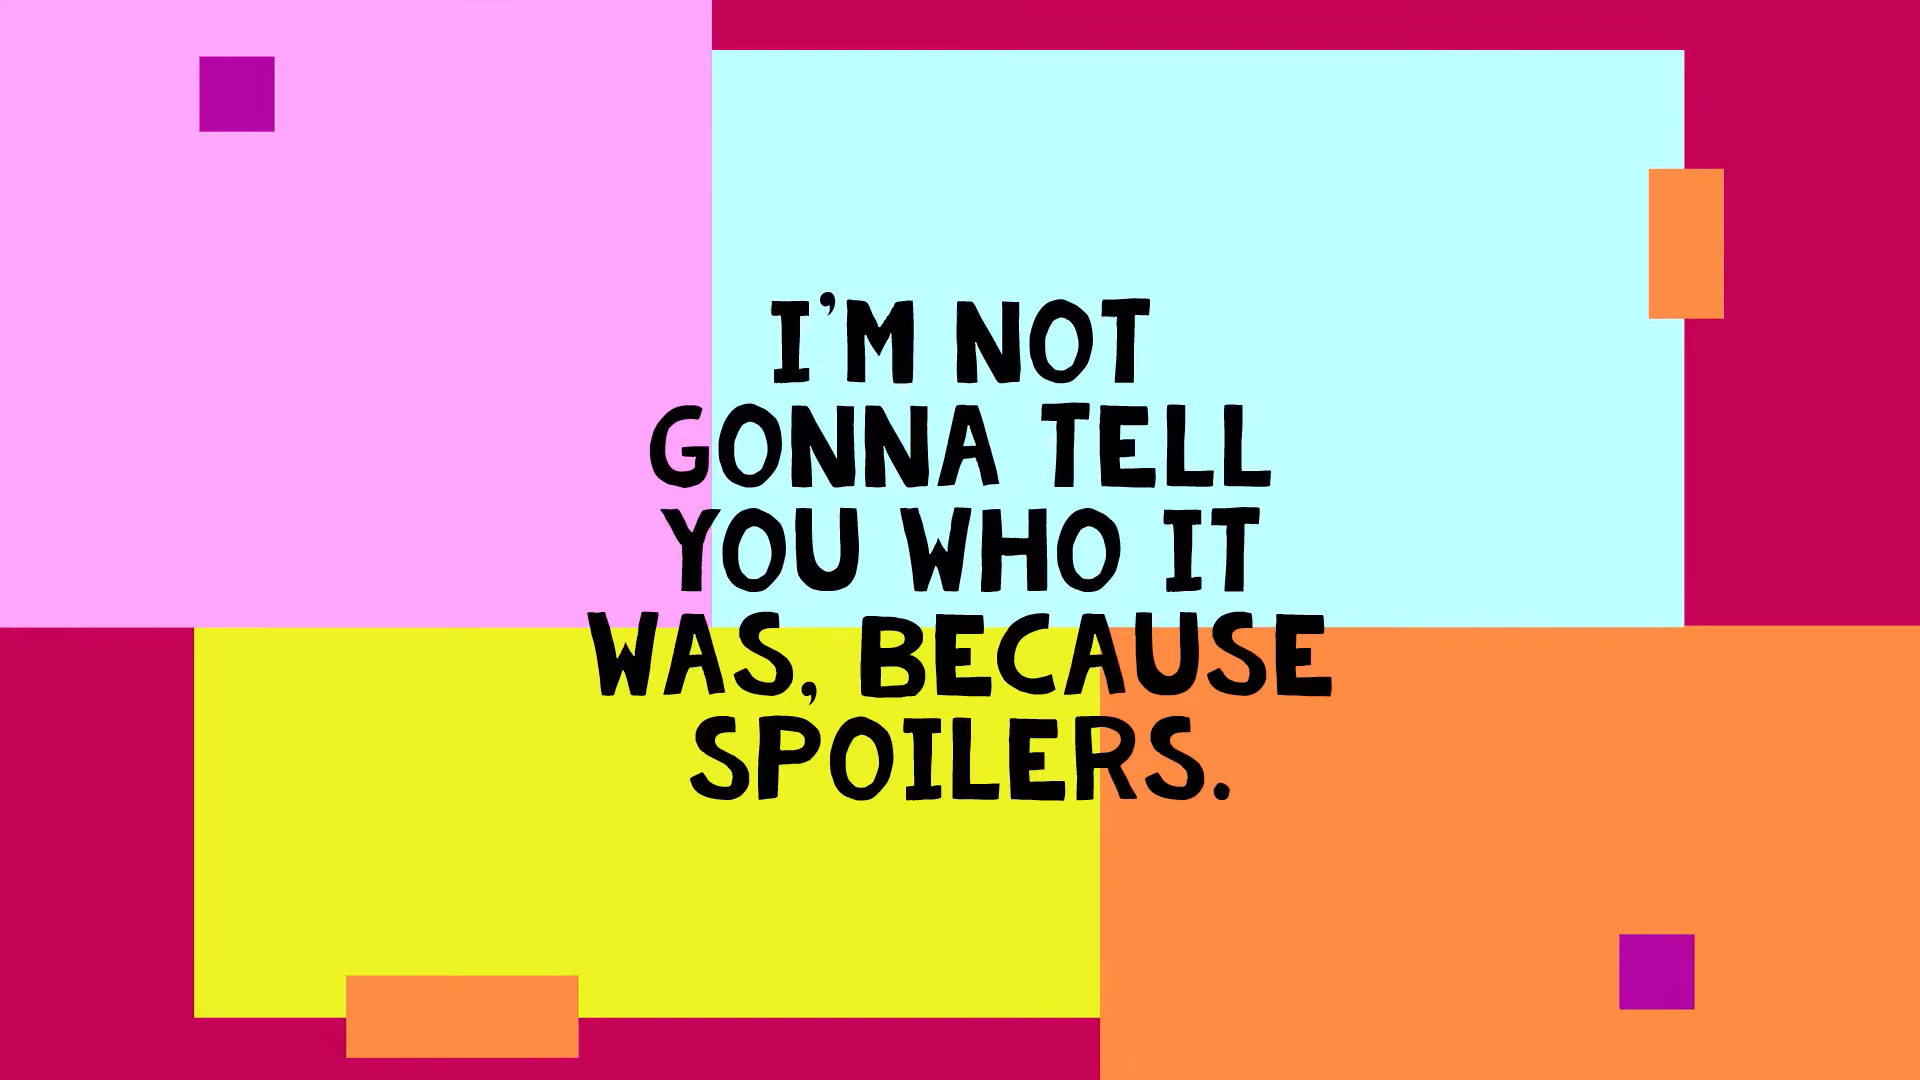 I'M NOT
GONNA TELL
YOU WHO IT
WAS, BECAUSE
SPOILERS.